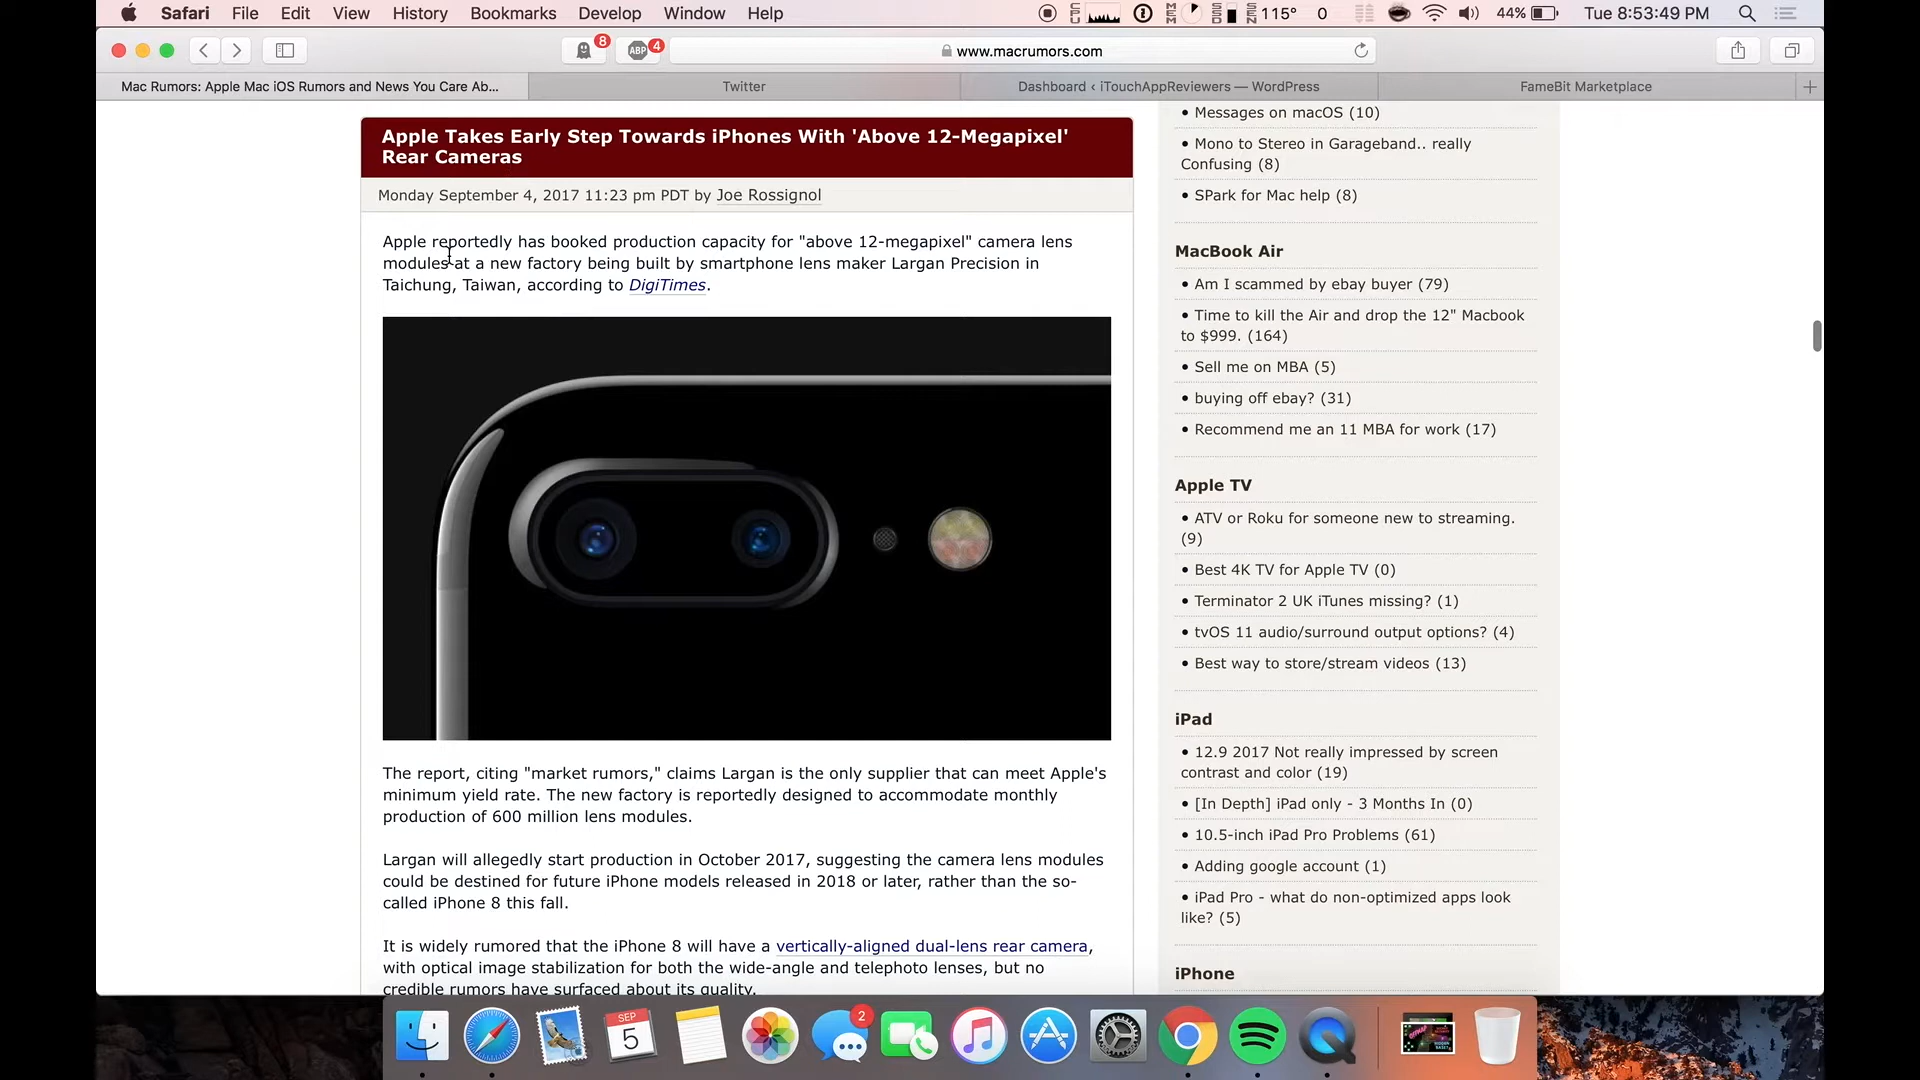 Safari File Edit View History Bookmarks Develop Window Help
CPU MEM SSD SEN 115° 0 44% Tue 8:53:49 PM
8 ABP 4 www.macrumors.com
Mac Rumors: Apple Mac iOS Rumors and News You Care Ab... Twitter Dashboard ‹ iTouchAppReviewers — WordPress FameBit Marketplace
Apple Takes Early Step Towards iPhones With 'Above 12-Megapixel'
Rear Cameras
Monday September 4, 2017 11:23 pm PDT by Joe Rossignol
Apple reportedly has booked production capacity for "above 12-megapixel" camera lens
modules at a new factory being built by smartphone lens maker Largan Precision in
Taichung, Taiwan, according to DigiTimes.
The report, citing "market rumors," claims Largan is the only supplier that can meet Apple's
minimum yield rate. The new factory is reportedly designed to accommodate monthly
production of 600 million lens modules.
Largan will allegedly start production in October 2017, suggesting the camera lens modules
could be destined for future iPhone models released in 2018 or later, rather than the so-
called iPhone 8 this fall.
It is widely rumored that the iPhone 8 will have a vertically-aligned dual-lens rear camera,
with optical image stabilization for both the wide-angle and telephoto lenses, but no
credible rumors have surfaced about its quality.
• Messages on macOS (10)
• Mono to Stereo in Garageband.. really
Confusing (8)
• SPark for Mac help (8)
MacBook Air
• Am I scammed by ebay buyer (79)
• Time to kill the Air and drop the 12" Macbook
to $999. (164)
• Sell me on MBA (5)
• buying off ebay? (31)
• Recommend me an 11 MBA for work (17)
Apple TV
• ATV or Roku for someone new to streaming.
(9)
• Best 4K TV for Apple TV (0)
• Terminator 2 UK iTunes missing? (1)
• tvOS 11 audio/surround output options? (4)
• Best way to store/stream videos (13)
iPad
• 12.9 2017 Not really impressed by screen
contrast and color (19)
• [In Depth] iPad only - 3 Months In (0)
• 10.5-inch iPad Pro Problems (61)
• Adding google account (1)
• iPad Pro - what do non-optimized apps look
like? (5)
iPhone
SEP
5
2